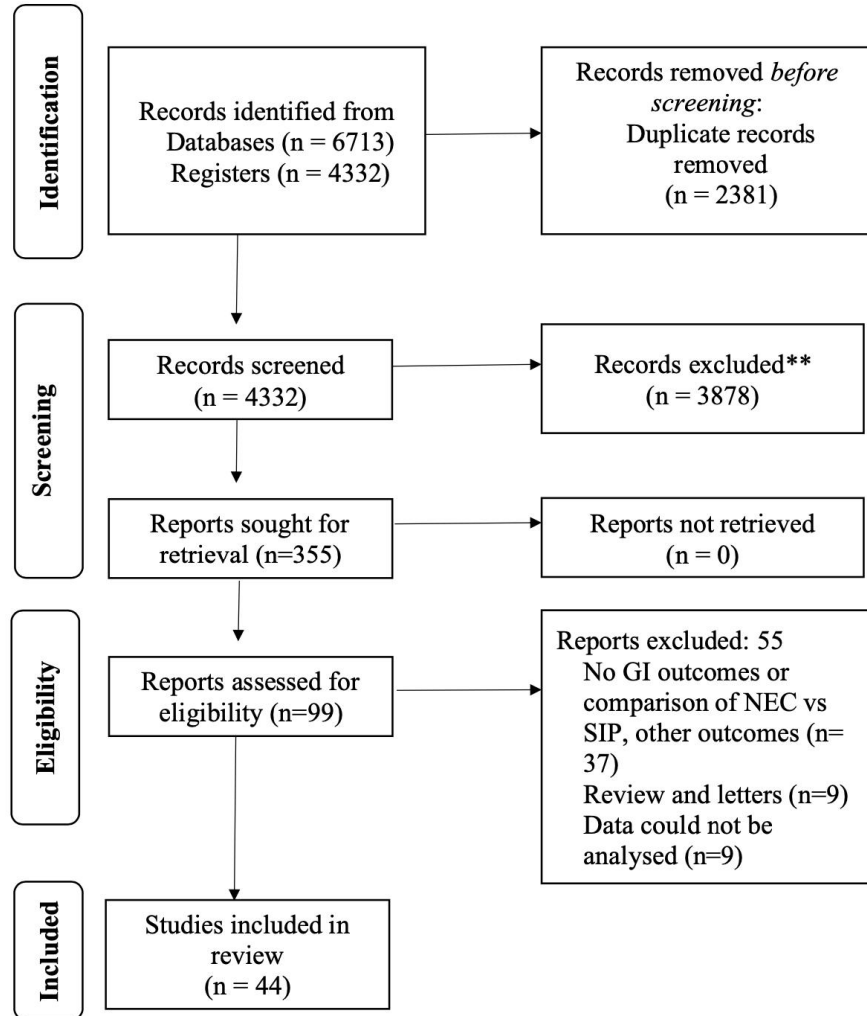 Identification
Records identified from
Databases (n = 6713)
Registers (n = 4332)
Records removed before
screening:
Duplicate records
removed
(n = 2381)
Screening
Records screened
(n = 4332)
Records excluded**
(n = 3878)
Reports sought for
retrieval (n=355)
Reports not retrieved
(n = 0)
Eligibility
Reports assessed for
eligibility (n=99)
Reports excluded: 55
No GI outcomes or
comparison of NEC vs
SIP, other outcomes (n=
37)
Review and letters (n=9)
Data could not be
analysed (n=9)
Included
Studies included in
review
(n = 44)